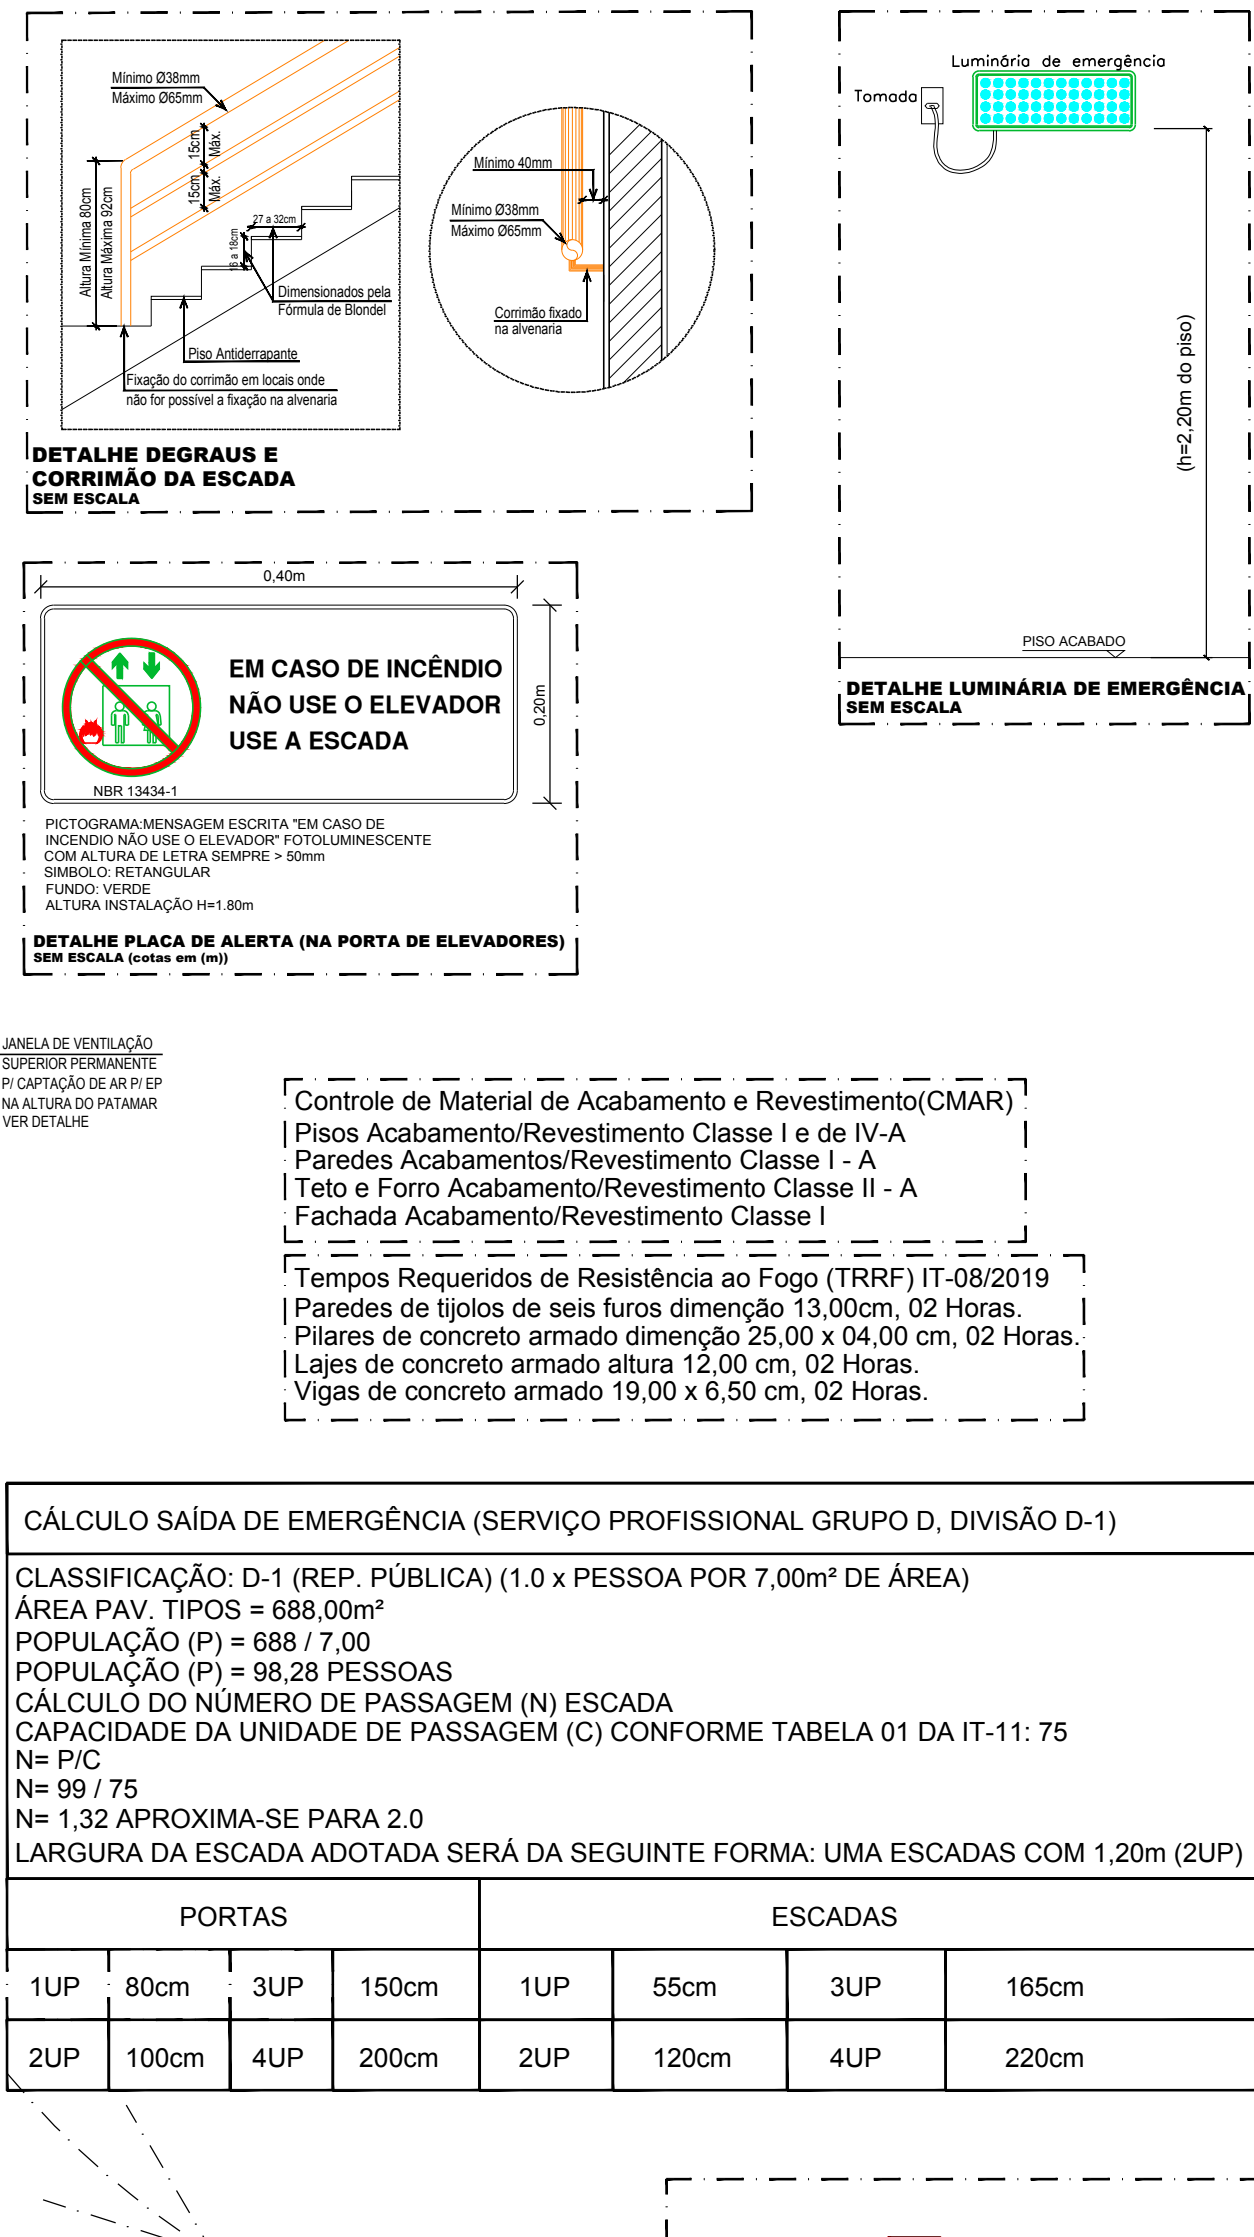 Mínimo Ø38mm
Máximo Ø65mm
15cm
Máx.
15cm
Máx.
Altura Mínima 80cm
Altura Máxima 92cm
27 a 32cm
16 a 18cm
Dimensionados pela
Fórmula de Blondel
Piso Antiderrapante
Fixação do corrimão em locais onde
não for possível a fixação na alvenaria
Mínimo 40mm
Mínimo Ø38mm
Máximo Ø65mm
Corrimão fixado
na alvenaria
DETALHE DEGRAUS E
CORRIMÃO DA ESCADA
SEM ESCALA
Luminária de emergência
Tomada
(h=2,20m do piso)
PISO ACABADO
DETALHE LUMINÁRIA DE EMERGÊNCIA
SEM ESCALA
0,40m
EM CASO DE INCÊNDIO
NÃO USE O ELEVADOR
USE A ESCADA
0,20m
NBR 13434-1
PICTOGRAMA:MENSAGEM ESCRITA "EM CASO DE
INCENDIO NÃO USE O ELEVADOR" FOTOLUMINESCENTE
COM ALTURA DE LETRA SEMPRE > 50mm
SIMBOLO: RETANGULAR
FUNDO: VERDE
ALTURA INSTALAÇÃO H=1.80m
DETALHE PLACA DE ALERTA (NA PORTA DE ELEVADORES)
SEM ESCALA (cotas em (m))
JANELA DE VENTILAÇÃO
SUPERIOR PERMANENTE
P/ CAPTAÇÃO DE AR P/ EP
NA ALTURA DO PATAMAR
VER DETALHE
Controle de Material de Acabamento e Revestimento(CMAR)
Pisos Acabamento/Revestimento Classe I e de IV-A
Paredes Acabamentos/Revestimento Classe I - A
Teto e Forro Acabamento/Revestimento Classe II - A
Fachada Acabamento/Revestimento Classe I
Tempos Requeridos de Resistência ao Fogo (TRRF) IT-08/2019
Paredes de tijolos de seis furos dimenção 13,00cm, 02 Horas.
Pilares de concreto armado dimenção 25,00 x 04,00 cm, 02 Horas.
Lajes de concreto armado altura 12,00 cm, 02 Horas.
Vigas de concreto armado 19,00 x 6,50 cm, 02 Horas.
CÁLCULO SAÍDA DE EMERGÊNCIA (SERVIÇO PROFISSIONAL GRUPO D, DIVISÃO D-1)
CLASSIFICAÇÃO: D-1 (REP. PÚBLICA) (1.0 x PESSOA POR 7,00m² DE ÁREA)
ÁREA PAV. TIPOS = 688,00m²
POPULAÇÃO (P) = 688 / 7,00
POPULAÇÃO (P) = 98,28 PESSOAS
CÁLCULO DO NÚMERO DE PASSAGEM (N) ESCADA
CAPACIDADE DA UNIDADE DE PASSAGEM (C) CONFORME TABELA 01 DA IT-11: 75
N= P/C
N= 99 / 75
N= 1,32 APROXIMA-SE PARA 2.0
LARGURA DA ESCADA ADOTADA SERÁ DA SEGUINTE FORMA: UMA ESCADAS COM 1,20m (2UP)
PORTAS ESCADAS
1UP 80cm 3UP 150cm 1UP 55cm 3UP 165cm
2UP 100cm 4UP 200cm 2UP 120cm 4UP 220cm